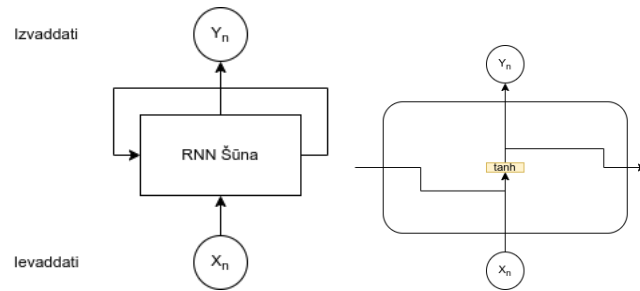 Izvaddati
Yₙ
RNN Šūna
Ievaddati
Xₙ
Yₙ
tanh
Xₙ